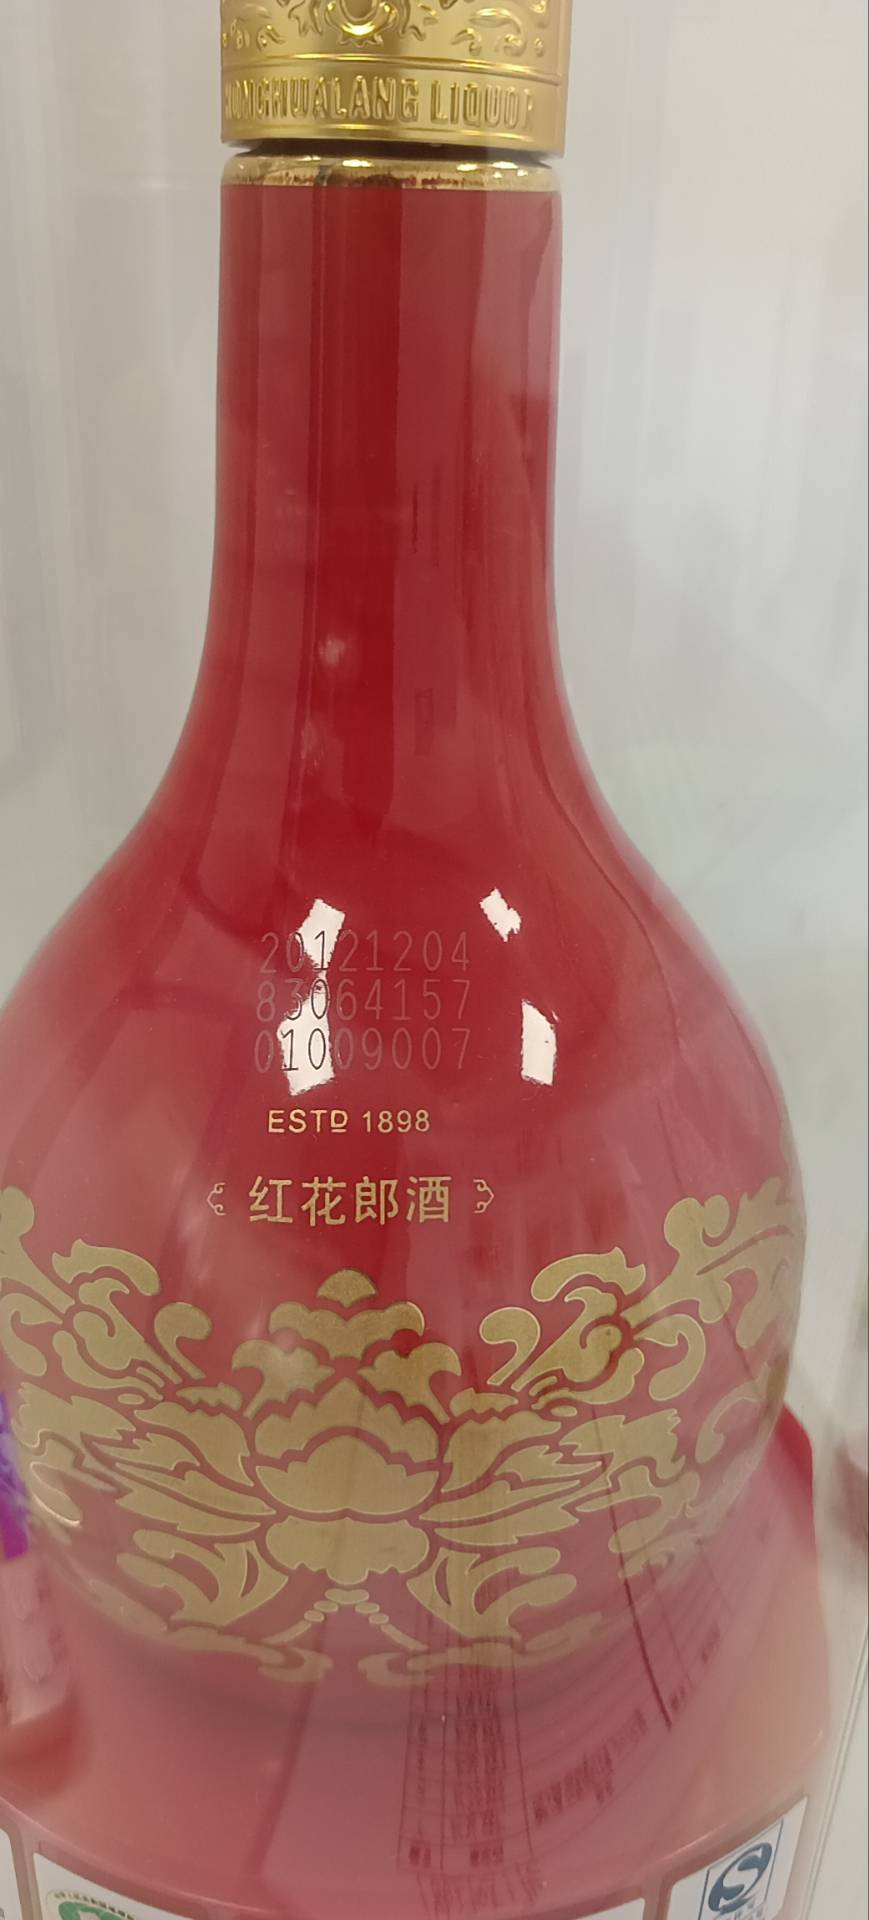 HONGHUALANG LIQUOR
20121204
83064157
01009007
ESTD 1898
红花郎酒